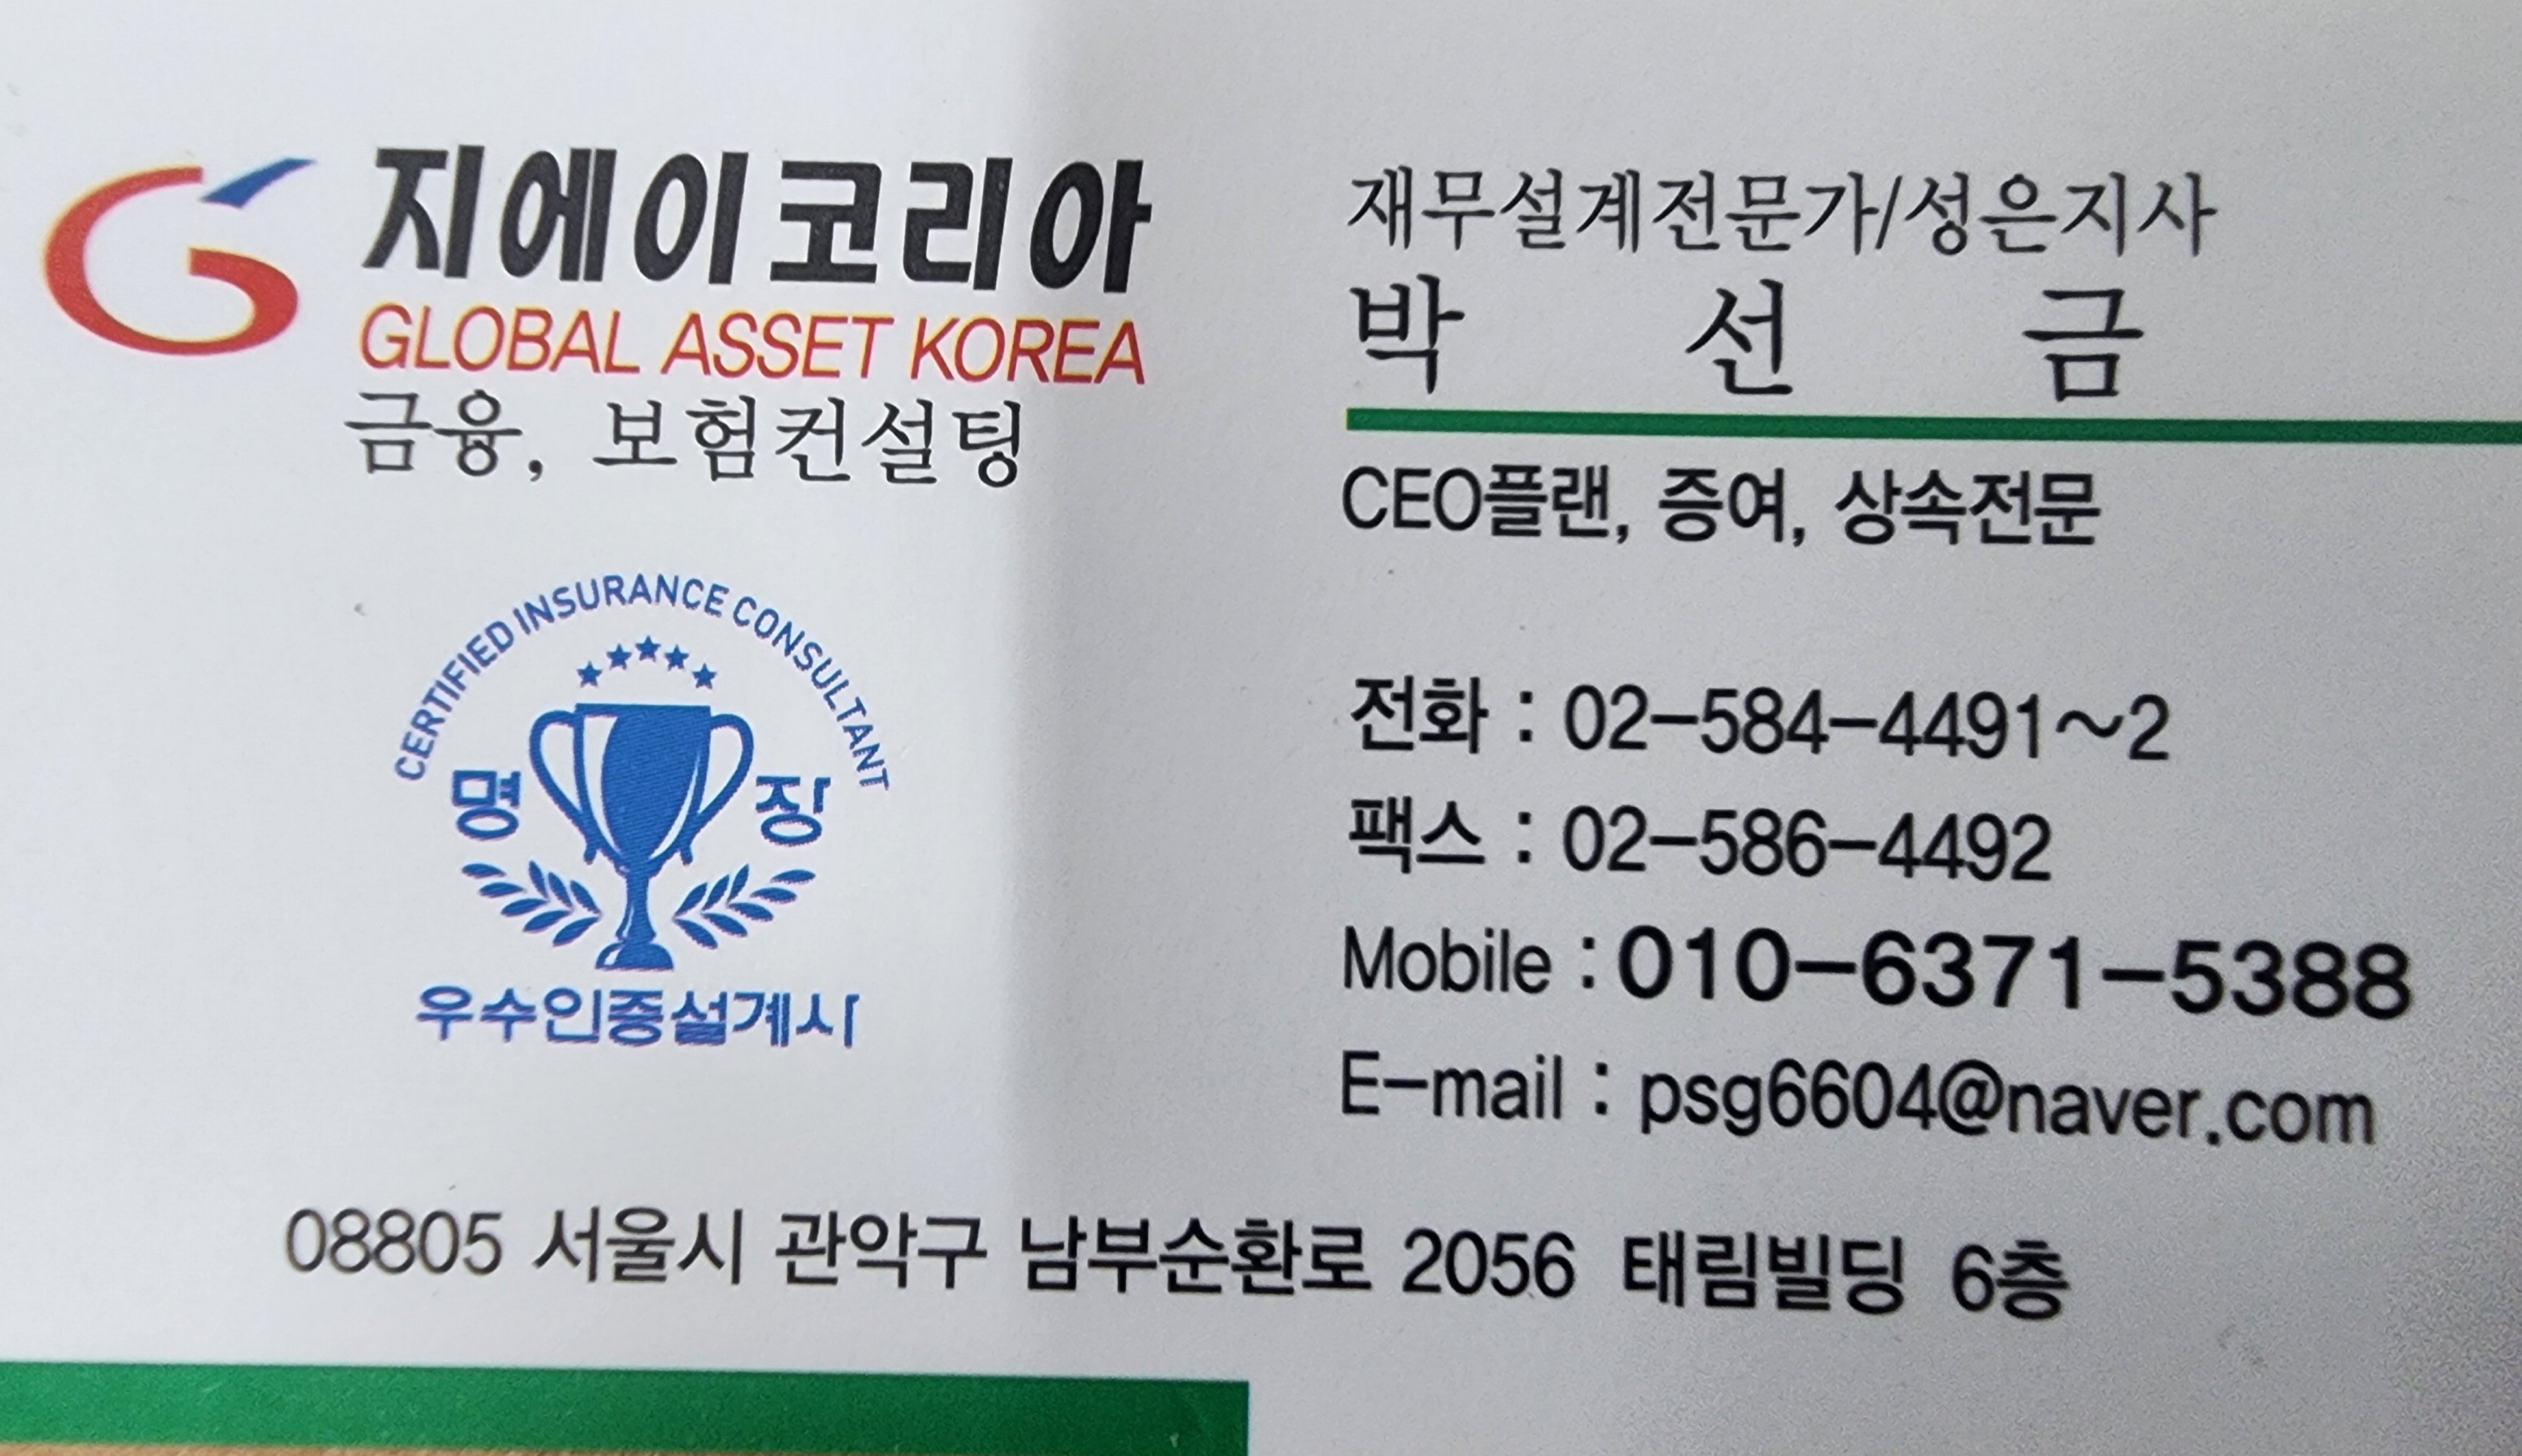 지에이코리아
GLOBAL ASSET KOREA
금융, 보험컨설팅
CERTIFIED INSURANCE CONSULTANT
명 장
우수인증설계사
재무설계전문가/성은지사
박 선 금
CEO플랜, 증여, 상속전문
전화 : 02-584-4491~2
팩스 : 02-586-4492
Mobile : 010-6371-5388
E-mail : psg6604@naver.com
08805 서울시 관악구 남부순환로 2056 태림빌딩 6층